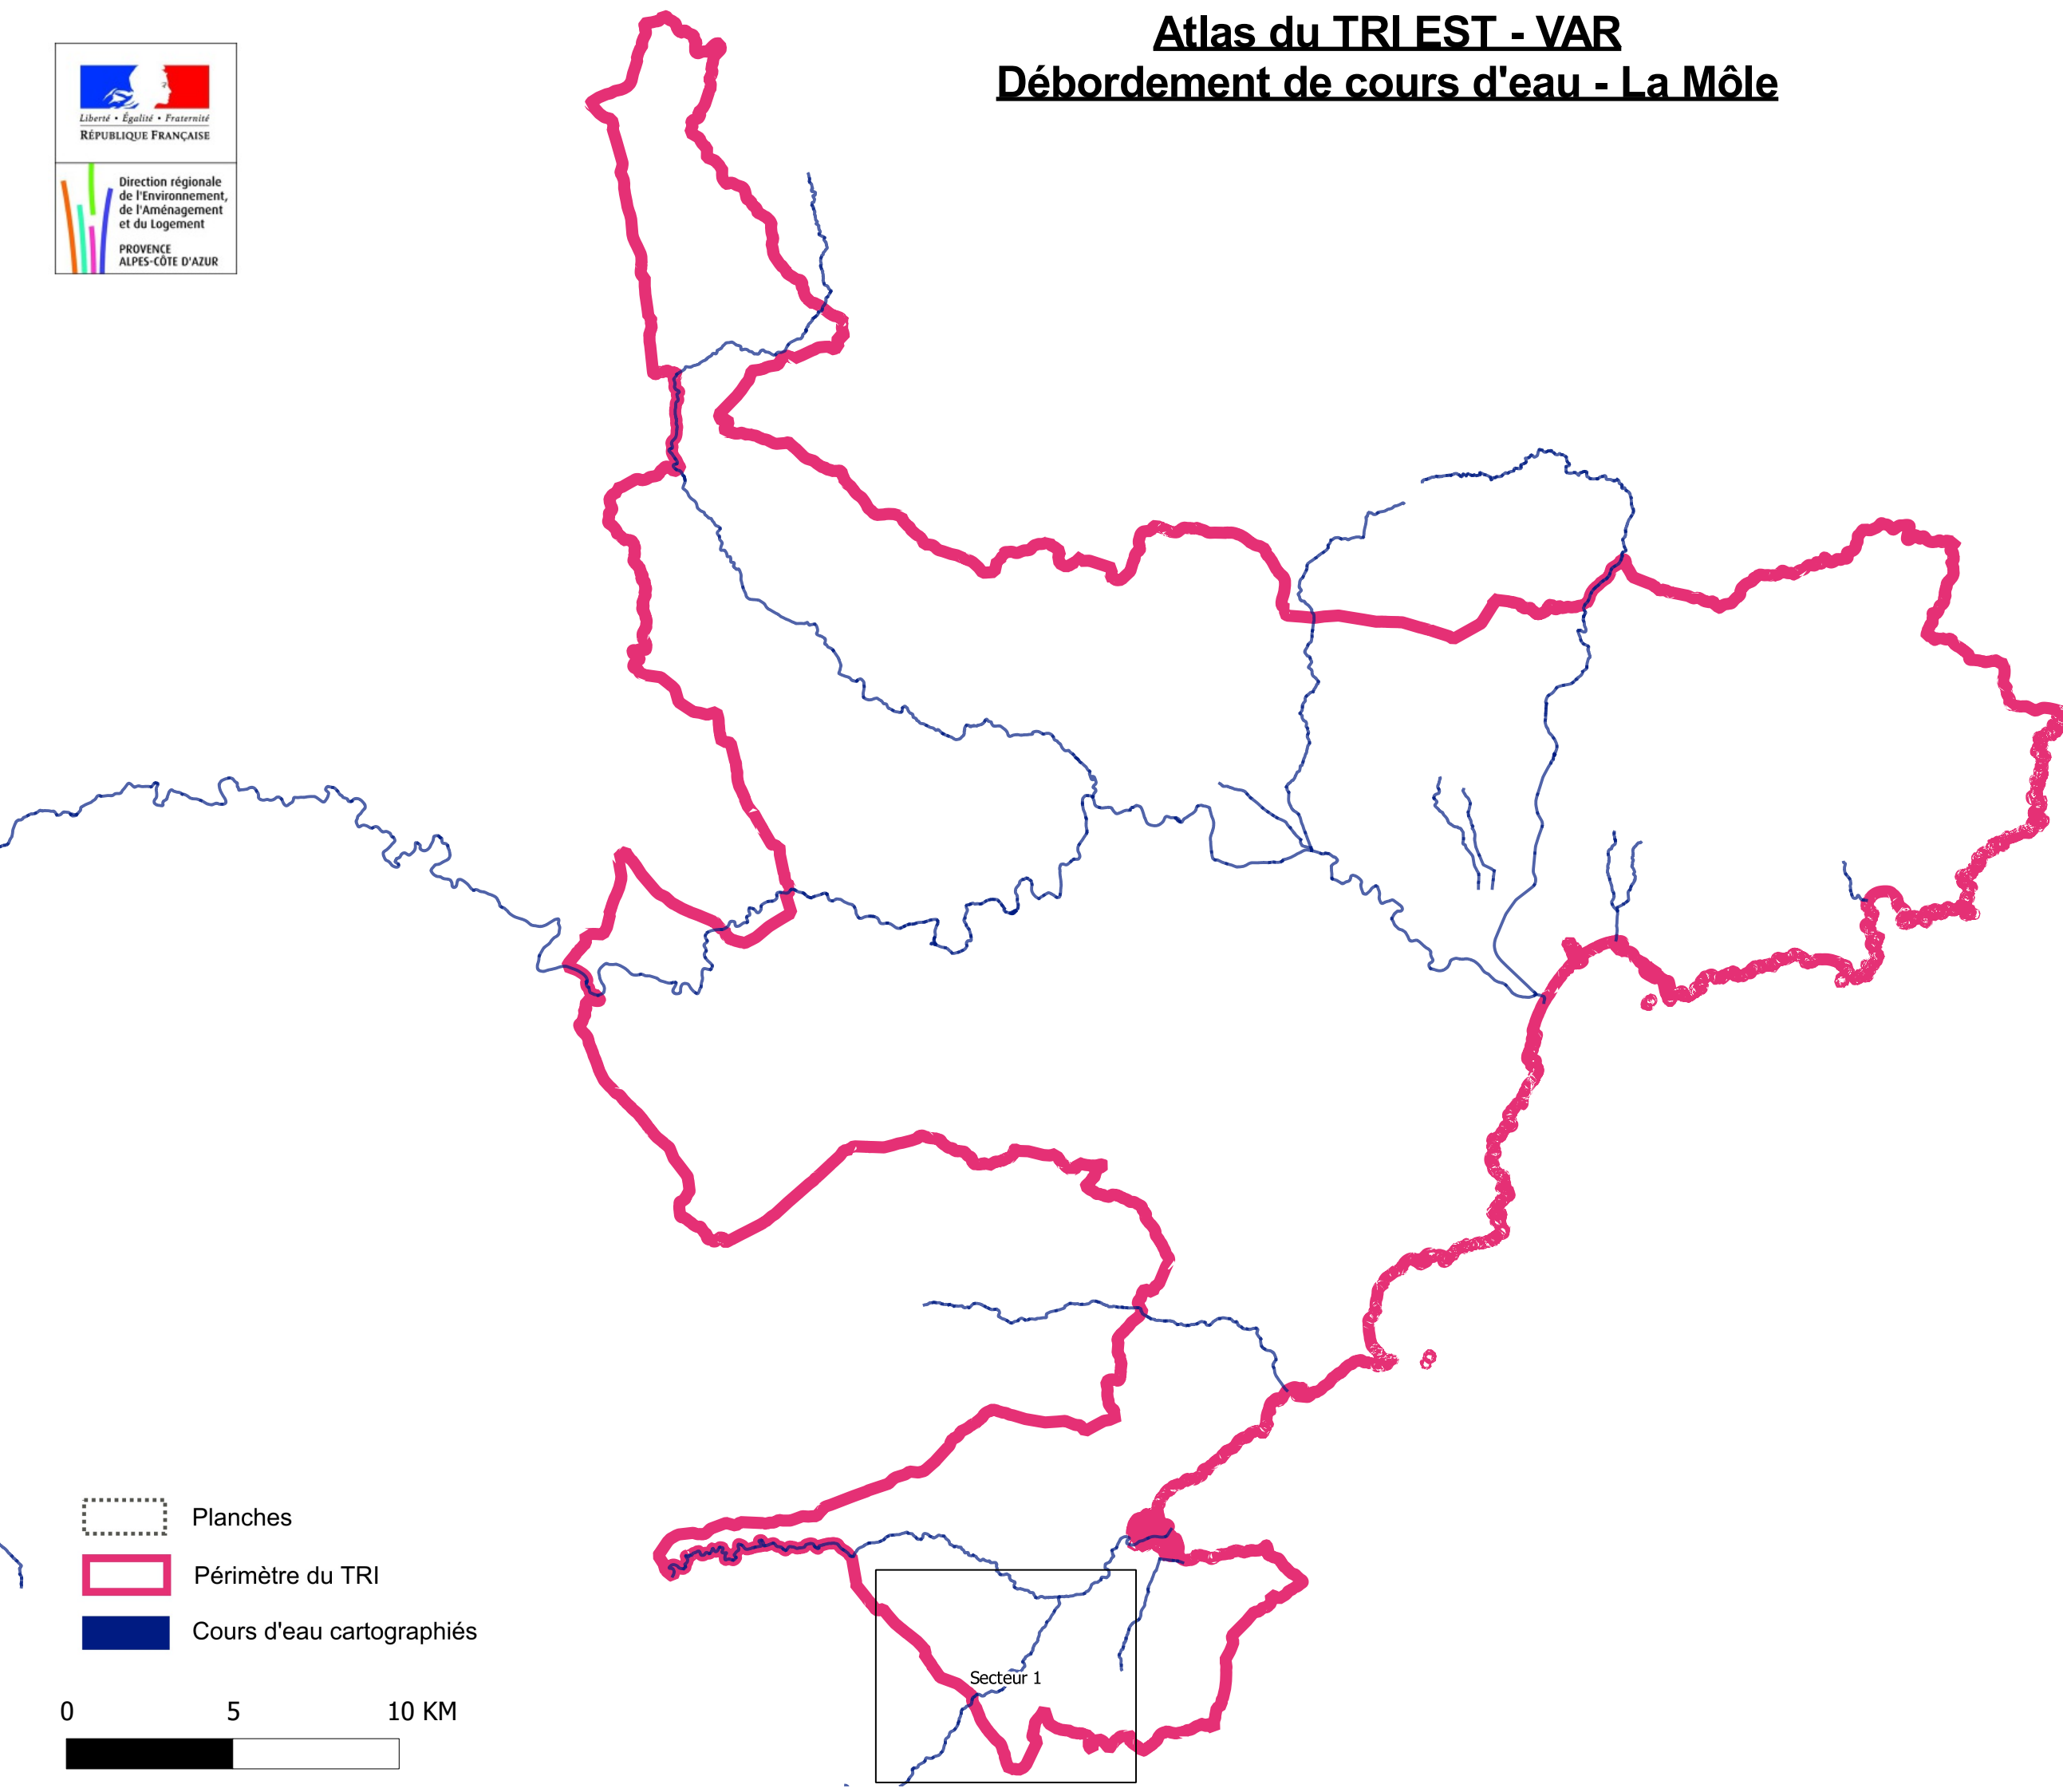 Atlas du TRI EST - VAR
Débordement de cours d'eau - La Môle
Liberté • Égalité • Fraternité
RÉPUBLIQUE FRANÇAISE
Direction régionale
de l'Environnement,
de l'Aménagement
et du Logement
PROVENCE
ALPES-CÔTE D'AZUR
Planches
Périmètre du TRI
Cours d'eau cartographiés
Secteur 1
0 5 10 KM